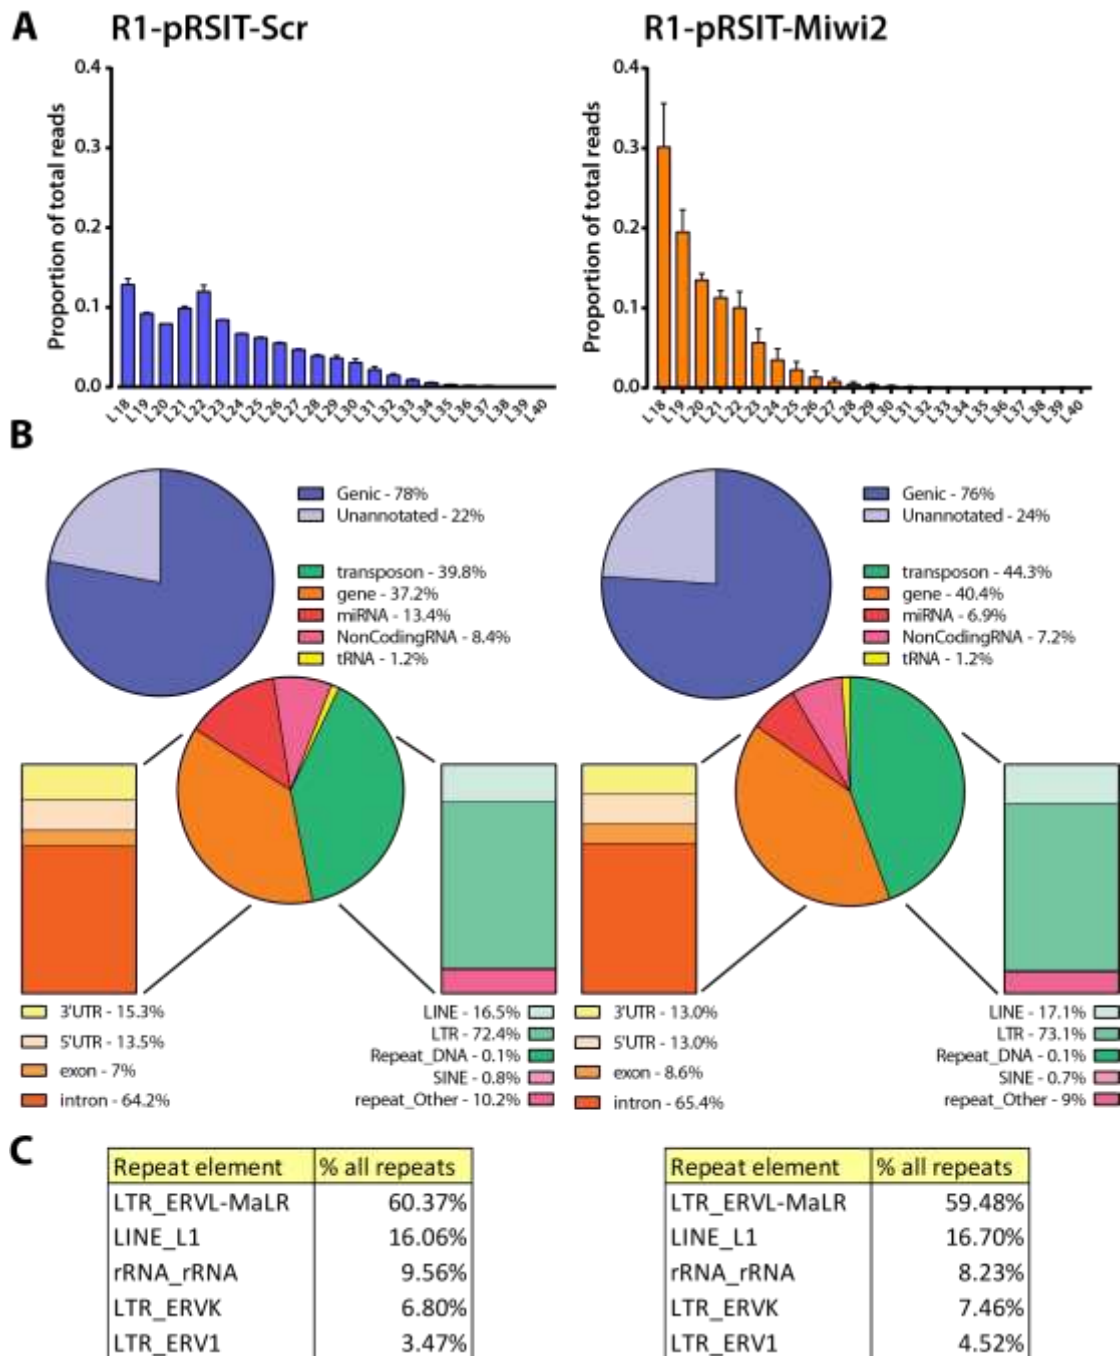 A
R1-pRSIT-Scr
R1-pRSIT-Miwi2
Proportion of total reads
0.4
0.3
0.2
0.1
0.0
L18 L19 L20 L21 L22 L23 L24 L25 L26 L27 L28 L29 L30 L31 L32 L33 L34 L35 L36 L37 L38 L39 L40
Proportion of total reads
0.4
0.3
0.2
0.1
0.0
L18 L19 L20 L21 L22 L23 L24 L25 L26 L27 L28 L29 L30 L31 L32 L33 L34 L35 L36 L37 L38 L39 L40
B
Genic - 78%
Unannotated - 22%
transposon - 39.8%
gene - 37.2%
miRNA - 13.4%
NonCodingRNA - 8.4%
tRNA - 1.2%
3'UTR - 15.3%
5'UTR - 13.5%
exon - 7%
intron - 64.2%
LINE - 16.5%
LTR - 72.4%
Repeat_DNA - 0.1%
SINE - 0.8%
repeat_Other - 10.2%
Genic - 76%
Unannotated - 24%
transposon - 44.3%
gene - 40.4%
miRNA - 6.9%
NonCodingRNA - 7.2%
tRNA - 1.2%
3'UTR - 13.0%
5'UTR - 13.0%
exon - 8.6%
intron - 65.4%
LINE - 17.1%
LTR - 73.1%
Repeat_DNA - 0.1%
SINE - 0.7%
repeat_Other - 9%
C
Repeat element % all repeats
LTR_ERVL-MaLR 60.37%
LINE_L1 16.06%
rRNA_rRNA 9.56%
LTR_ERVK 6.80%
LTR_ERV1 3.47%
Repeat element % all repeats
LTR_ERVL-MaLR 59.48%
LINE_L1 16.70%
rRNA_rRNA 8.23%
LTR_ERVK 7.46%
LTR_ERV1 4.52%